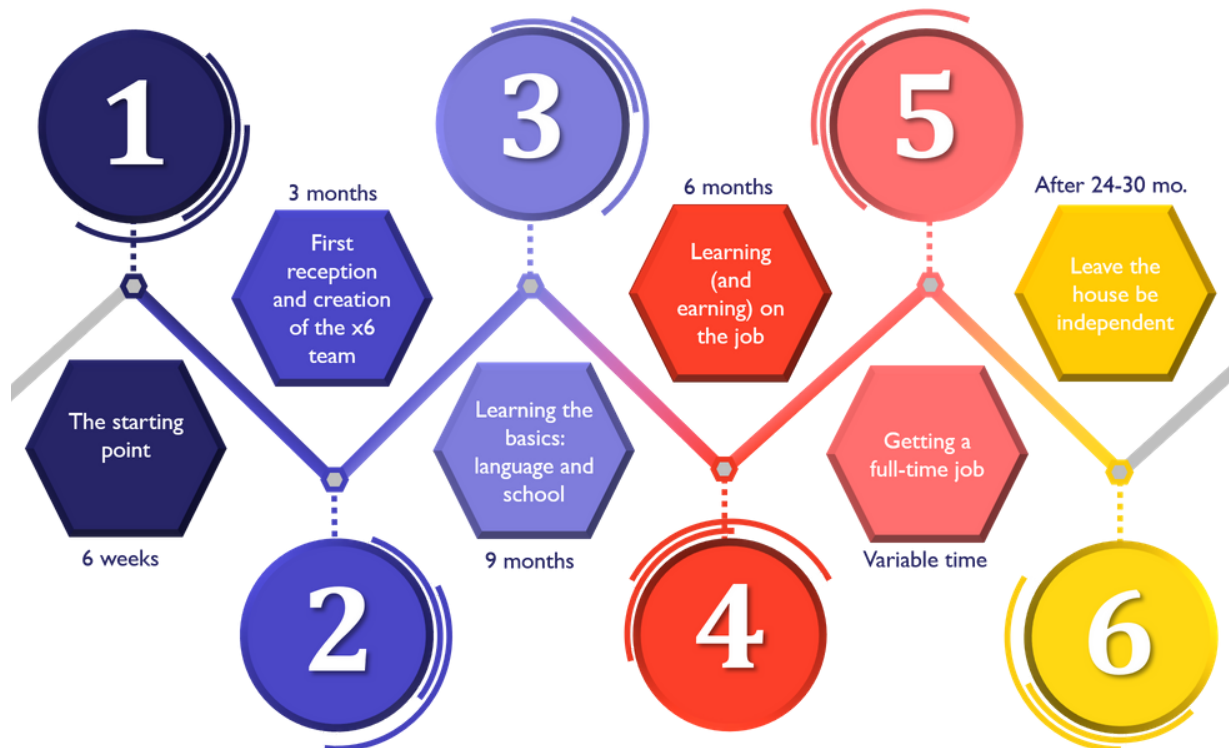 1
The starting
point
6 weeks
2
3 months
First
reception
and creation
of the x6
team
3
Learning the
basics:
language and
school
9 months
4
6 months
Learning
(and
earning) on
the job
5
Getting a
full-time job
Variable time
6
After 24-30 mo.
Leave the
house be
independent